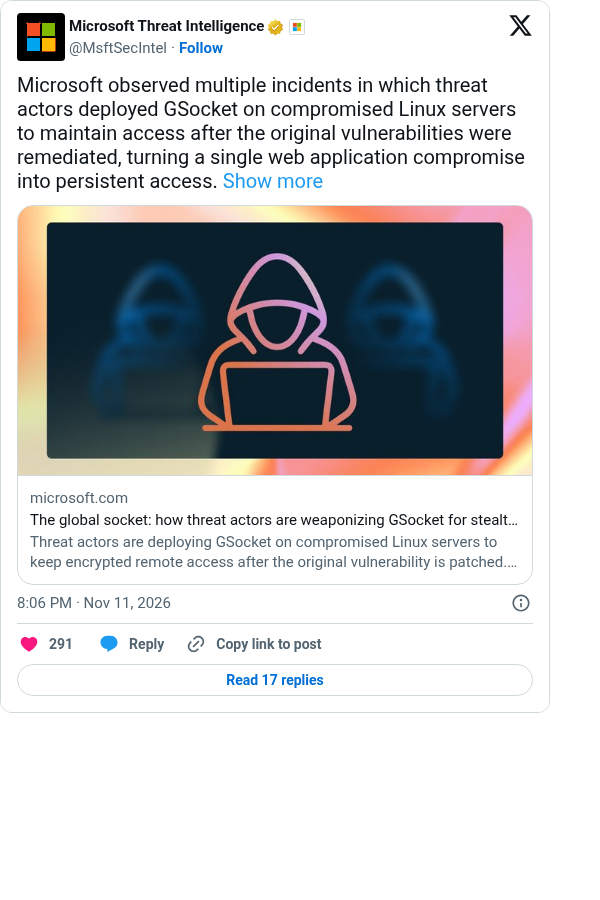 Microsoft Threat Intelligence
@MsftSecIntel · Follow
Microsoft observed multiple incidents in which threat
actors deployed GSocket on compromised Linux servers
to maintain access after the original vulnerabilities were
remediated, turning a single web application compromise
into persistent access. Show more
microsoft.com
The global socket: how threat actors are weaponizing GSocket for stealt...
Threat actors are deploying GSocket on compromised Linux servers to
keep encrypted remote access after the original vulnerability is patched....
8:06 PM · Nov 11, 2026
291 Reply Copy link to post
Read 17 replies